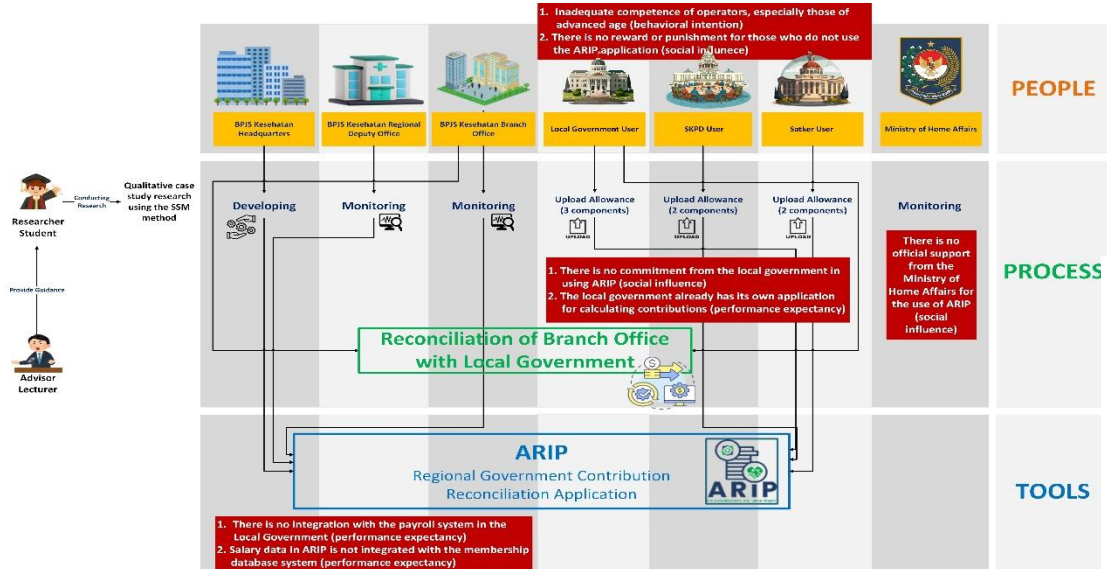 1. Inadequate competence of operators, especially those of
advanced age (behavioral intention)
2. There is no reward or punishment for those who do not use
the ARIP application (social injunece)
PEOPLE
BPJS Kesehatan
Headquarters
BPJS Kesehatan Regional
Deputy Office
BPJS Kesehatan Branch
Office
Local Government User
SKPD User
Satker User
Ministry of Home Affairs
Researcher
Student
Conducting
Research
Qualitative case
study research
using the SSM
method
Provide Guidance
Advisor
Lecturer
Developing
Monitoring
Monitoring
Upload Allowance
(3 components)
UPLOAD
Upload Allowance
(2 components)
UPLOAD
Upload Allowance
(2 components)
UPLOAD
Monitoring
There is no
official support
from the
Ministry of
Home Affairs for
the use of ARIP
(social
influence)
PROCESS
1. There is no commitment from the local government in
using ARIP (social influence)
2. The local government already has its own application
for calculating contributions (performance expectancy)
Reconciliation of Branch Office
with Local Government
ARIP
Regional Government Contribution
Reconciliation Application
ARIP
TOOLS
1. There is no integration with the payroll system in the
Local Government (performance expectancy)
2. Salary data in ARIP is not integrated with the membership
database system (performance expectancy)